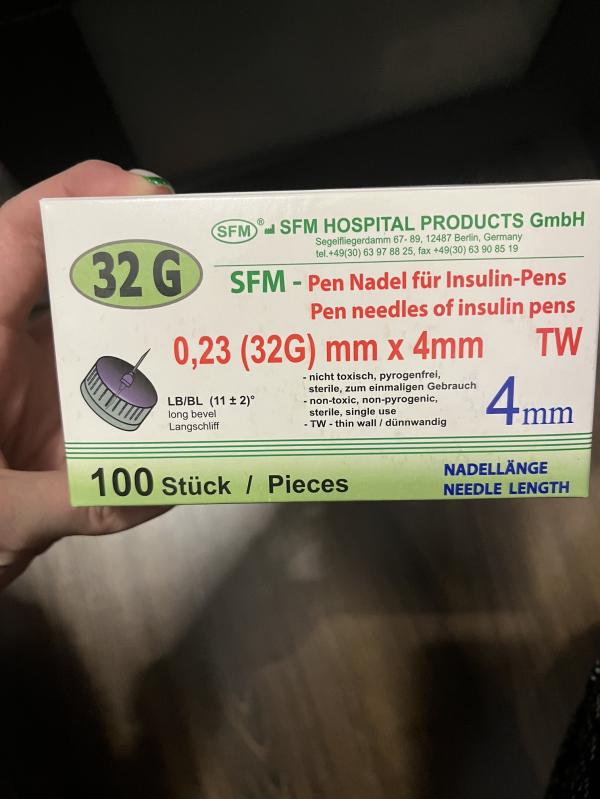 SFM® SFM HOSPITAL PRODUCTS GmbH
Segelfliegerdamm 67- 89, 12487 Berlin, Germany
tel.+49(30) 63 97 88 25, fax +49(30) 63 90 85 19
32 G
SFM - Pen Nadel für Insulin-Pens
Pen needles of insulin pens
0,23 (32G) mm x 4mm TW
LB/BL (11 ± 2)°
long bevel
Langschliff
- nicht toxisch, pyrogenfrei,
sterile, zum einmaligen Gebrauch
- non-toxic, non-pyrogenic,
sterile, single use
- TW - thin wall / dünnwandig
4mm
100 Stück / Pieces
NADELLÄNGE
NEEDLE LENGTH